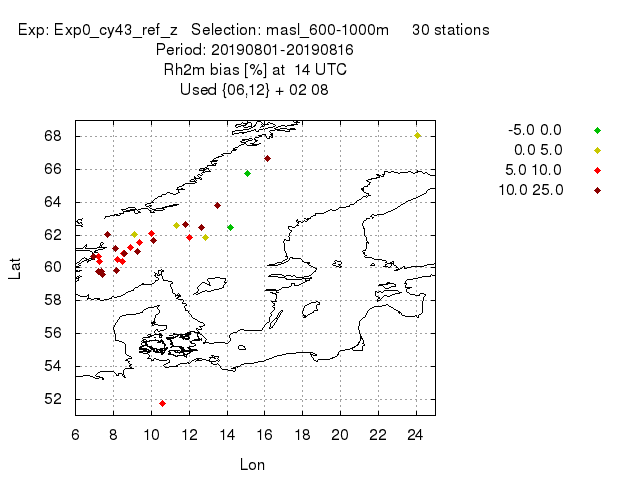 Exp: Exp0_cy43_ref_z   Selection: masl_600-1000m     30 stations
Period: 20190801-20190816
Rh2m bias [%] at  14 UTC
Used {06,12} + 02 08
-5.0 0.0
0.0 5.0
5.0 10.0
10.0 25.0
68
66
64
62
60
58
56
54
52
Lat
6 8 10 12 14 16 18 20 22 24
Lon